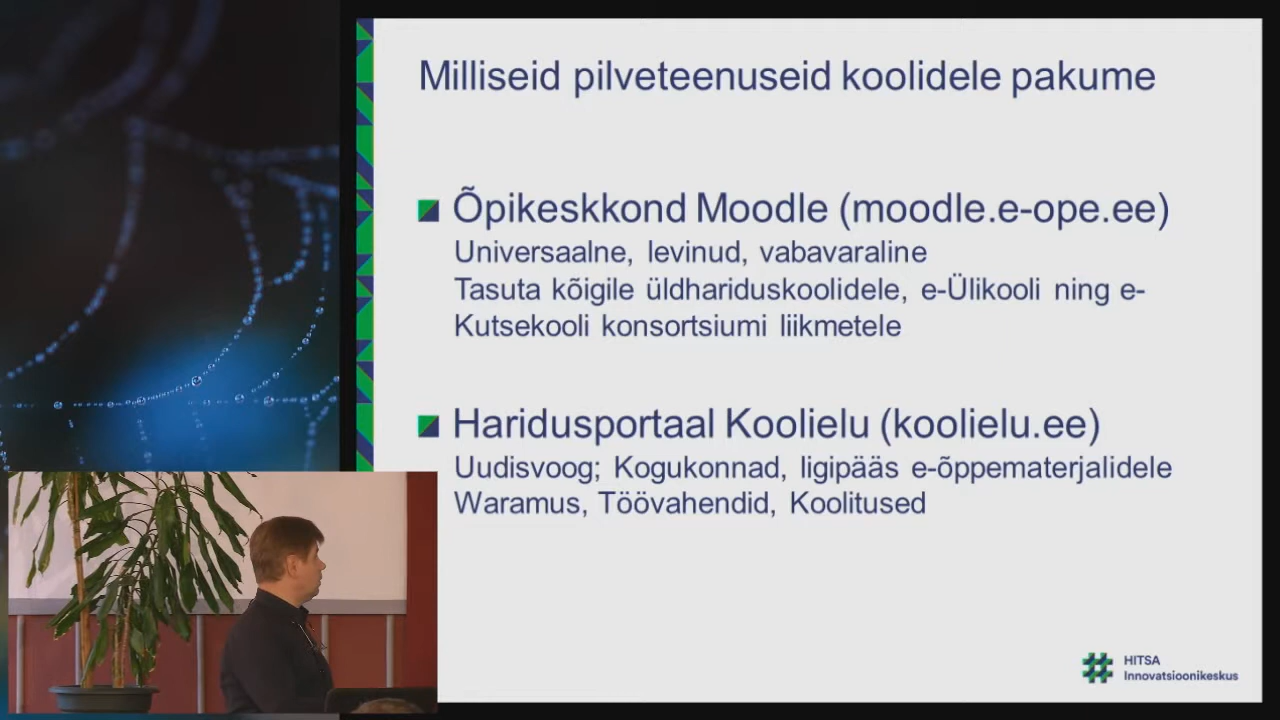 Milliseid pilveteenuseid koolidele pakume
Õpikeskkond Moodle (moodle.e-ope.ee)
Universaalne, levinud, vabavaraline
Tasuta kõigile üldhariduskoolidele, e-Ülikooli ning e-
Kutsekooli konsortsiumi liikmetele
Haridusportaal Koolielu (koolielu.ee)
Uudisvoog; Kogukonnad, ligipääs e-õppematerjalidele
Waramus, Töövahendid, Koolitused
HITSA
Innovatsioonikeskus